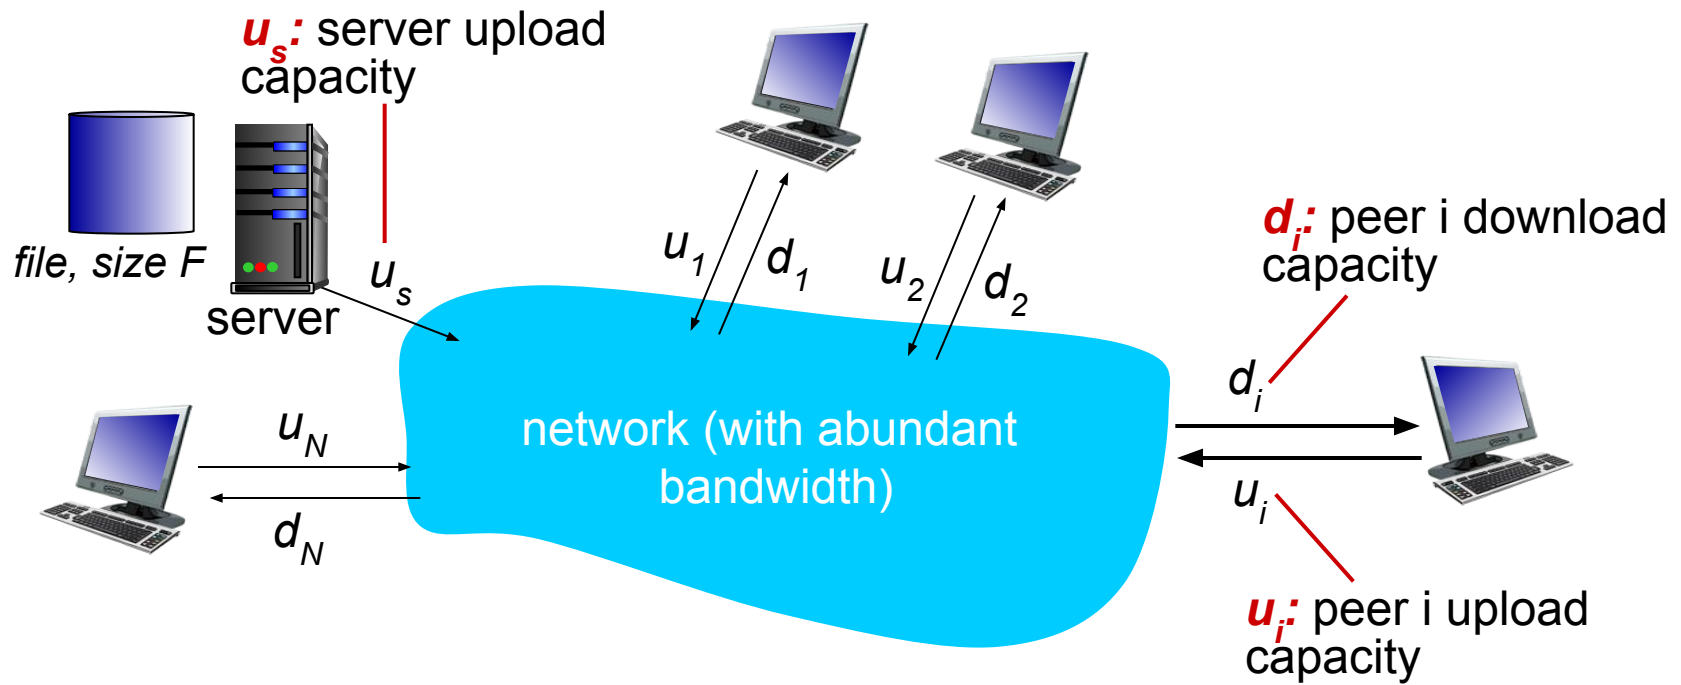 u_s: server upload
capacity
file, size F
server
u_s
u_1
d_1
u_2
d_2
d_i: peer i download
capacity
d_i
u_i
u_N
d_N
network (with abundant
bandwidth)
u_i: peer i upload
capacity